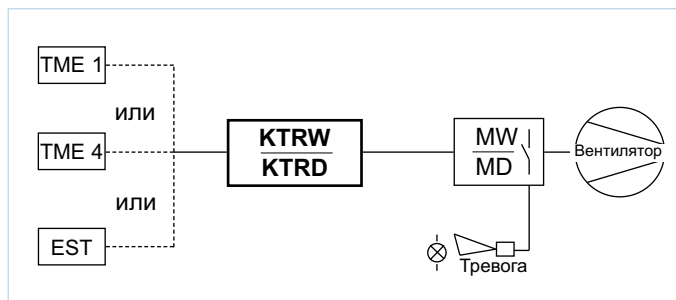 TME 1
или
TME 4
или
EST
KTRW
KTRD
MW
MD
Вентилятор
Тревога